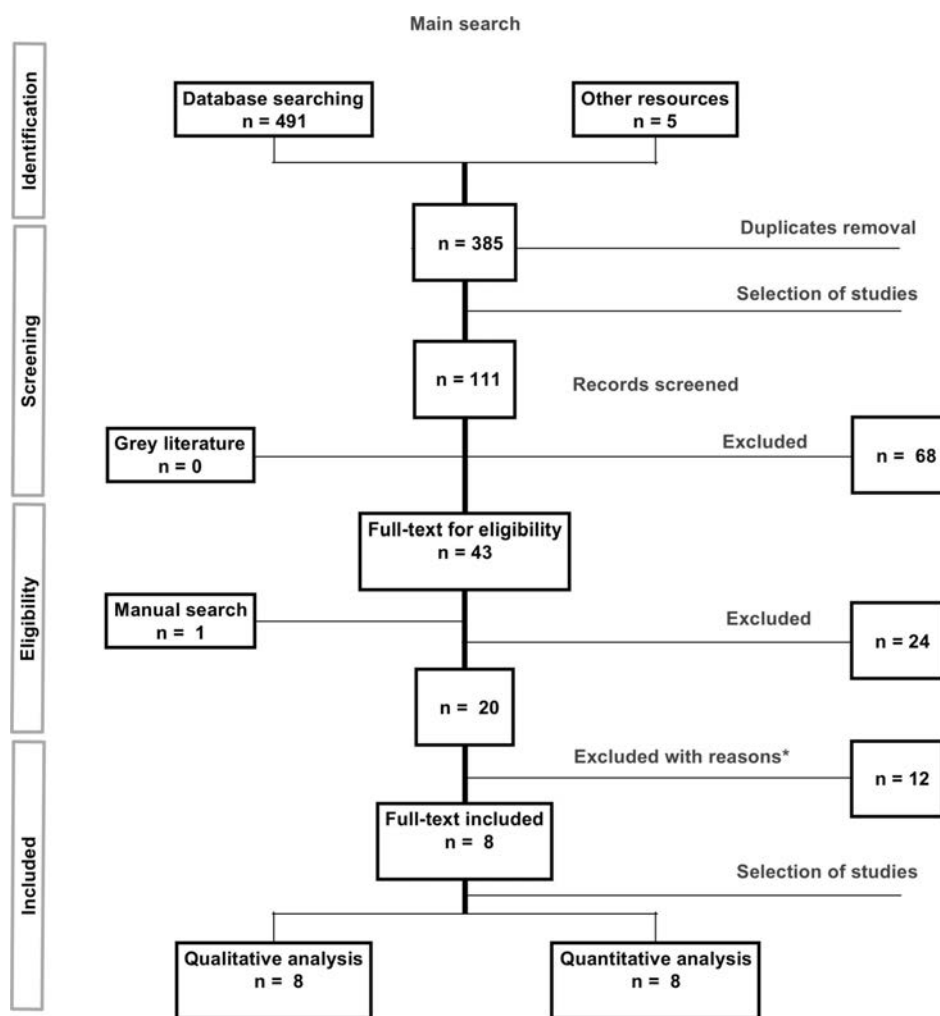 Main search
Identification
Database searching
n = 491
Other resources
n = 5
n = 385
Duplicates removal
Selection of studies
Screening
n = 111
Records screened
Grey literature
n = 0
Excluded
n = 68
Full-text for eligibility
n = 43
Eligibility
Manual search
n = 1
Excluded
n = 24
n = 20
Excluded with reasons*
n = 12
Included
Full-text included
n = 8
Selection of studies
Qualitative analysis
n = 8
Quantitative analysis
n = 8